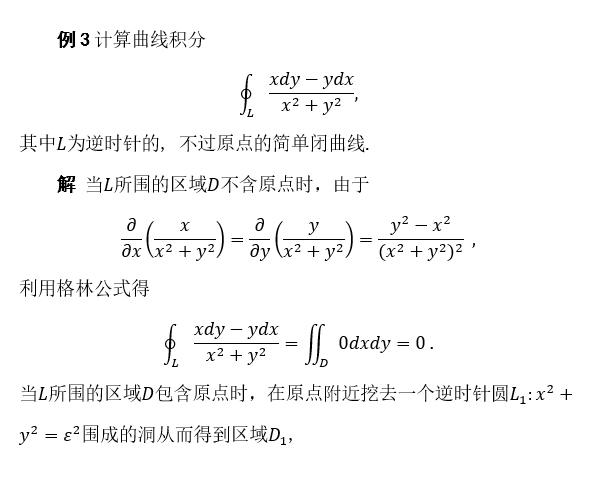 例 3 计算曲线积分
∮_L (xdy − ydx)/(x² + y²),
其中L为逆时针的, 不过原点的简单闭曲线.
解 当L所围的区域D不含原点时，由于
∂/∂x (x/(x² + y²)) = ∂/∂y (y/(x² + y²)) = (y² − x²)/(x² + y²)² ,
利用格林公式得
∮_L (xdy − ydx)/(x² + y²) = ∬_D 0dxdy = 0 .
当L所围的区域D包含原点时，在原点附近挖去一个逆时针圆L₁: x² +
y² = ε²围成的洞从而得到区域D₁,